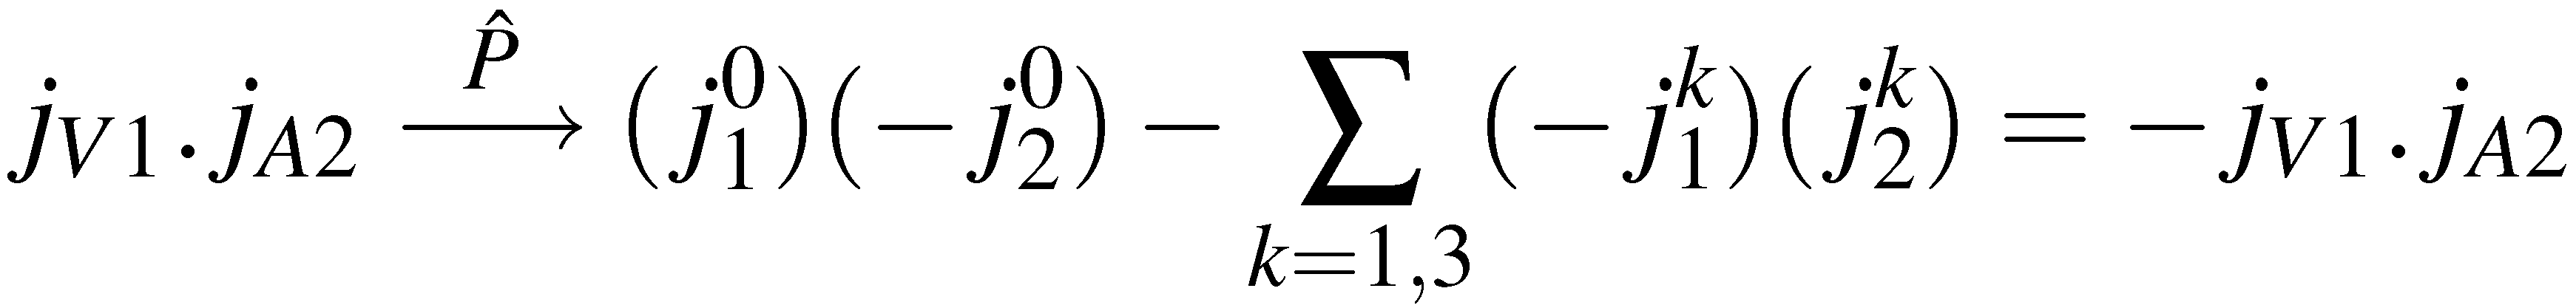 $j_{V1}.j_{A2} \xrightarrow{\hat{P}} (j_1^0)(-j_2^0) - \sum_{k=1,3} (-j_1^k)(j_2^k) = -j_{V1}.j_{A2}$